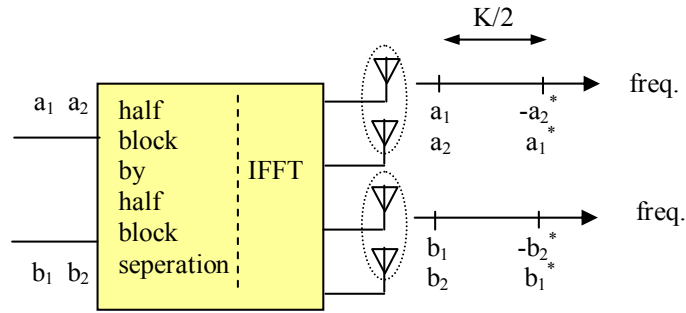 K/2
freq.
a₁ a₂
a₁ -a₂*
a₂ a₁*
half
block
by
half
block
seperation
IFFT
freq.
b₁ -b₂*
b₂ b₁*
b₁ b₂